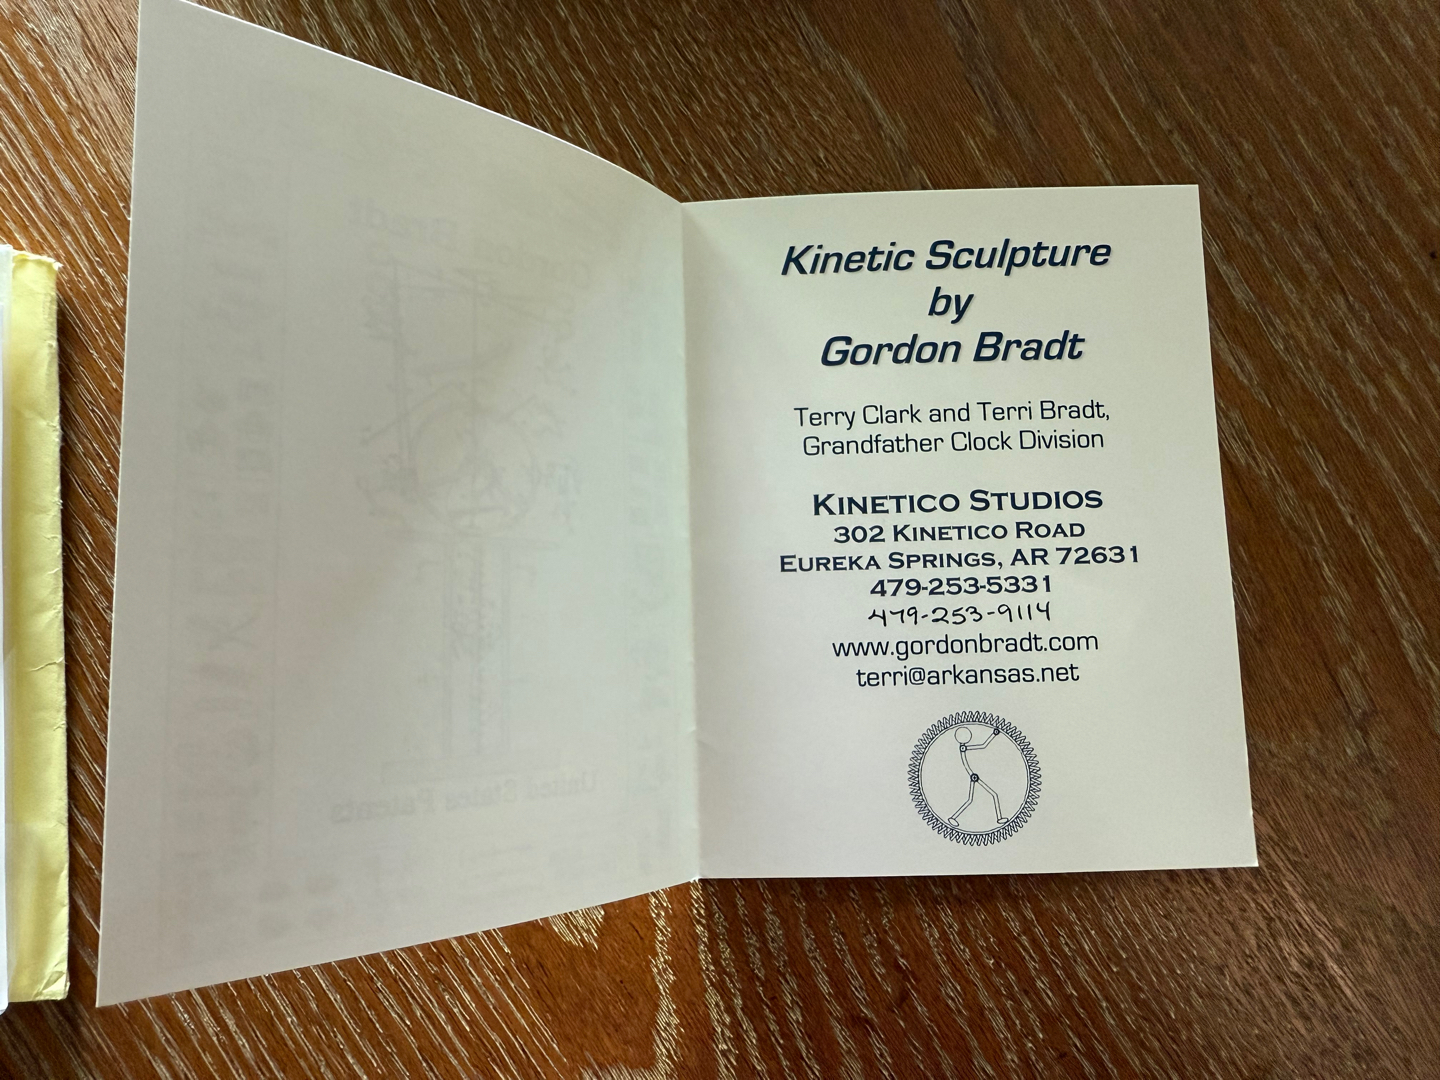 Kinetic Sculpture
by
Gordon Bradt
Terry Clark and Terri Bradt,
Grandfather Clock Division
KINETICO STUDIOS
302 KINETICO ROAD
EUREKA SPRINGS, AR 72631
479-253-5331
479-253-9114
www.gordonbradt.com
terri@arkansas.net